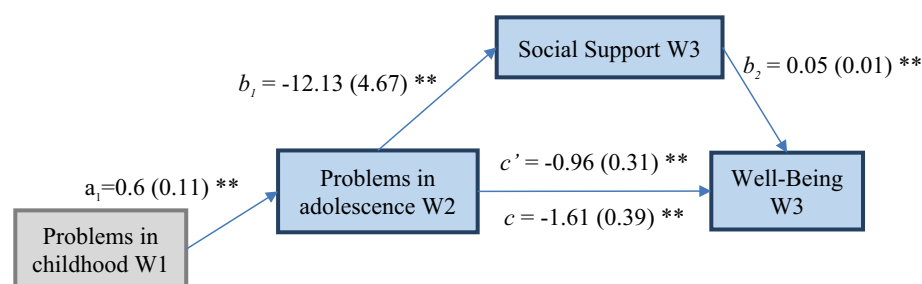 Social Support W3
b₁ = -12.13 (4.67) **
b₂ = 0.05 (0.01) **
a₁=0.6 (0.11) **
Problems in
adolescence W2
c’ = -0.96 (0.31) **
c = -1.61 (0.39) **
Well-Being
W3
Problems in
childhood W1